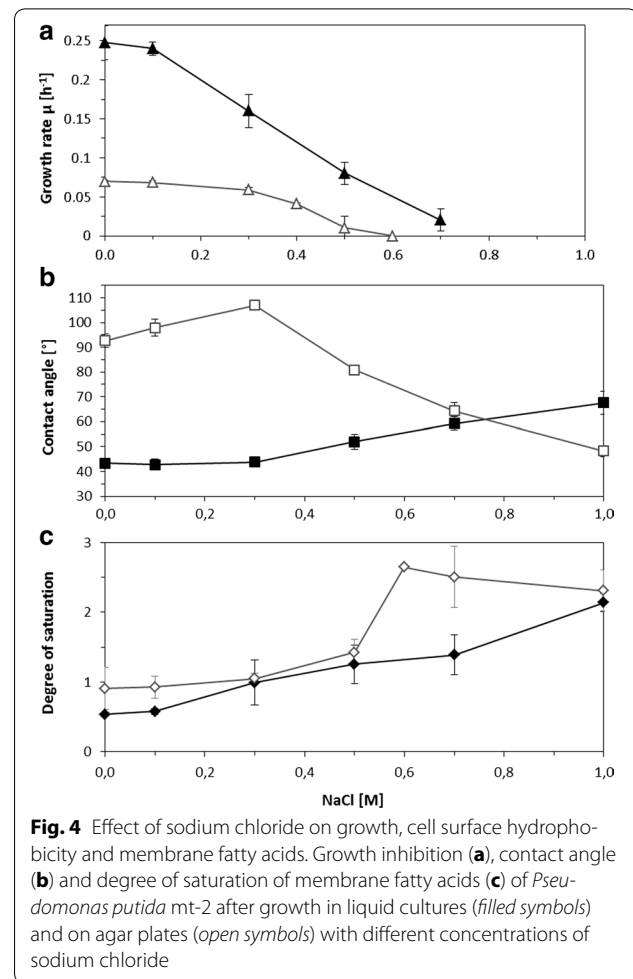 a
Growth rate µ [h-1]
0.25
0.2
0.15
0.1
0.05
0
0.0 0.2 0.4 0.6 0.8 1.0
b
Contact angle [°]
110
100
90
80
70
60
50
40
30
0,0 0,2 0,4 0,6 0,8 1,0
c
Degree of saturation
3
2
1
0
0,0 0,2 0,4 0,6 0,8 1,0
NaCl [M]
Fig. 4 Effect of sodium chloride on growth, cell surface hydropho-
bicity and membrane fatty acids. Growth inhibition (a), contact angle
(b) and degree of saturation of membrane fatty acids (c) of Pseu-
domonas putida mt-2 after growth in liquid cultures (filled symbols)
and on agar plates (open symbols) with different concentrations of
sodium chloride